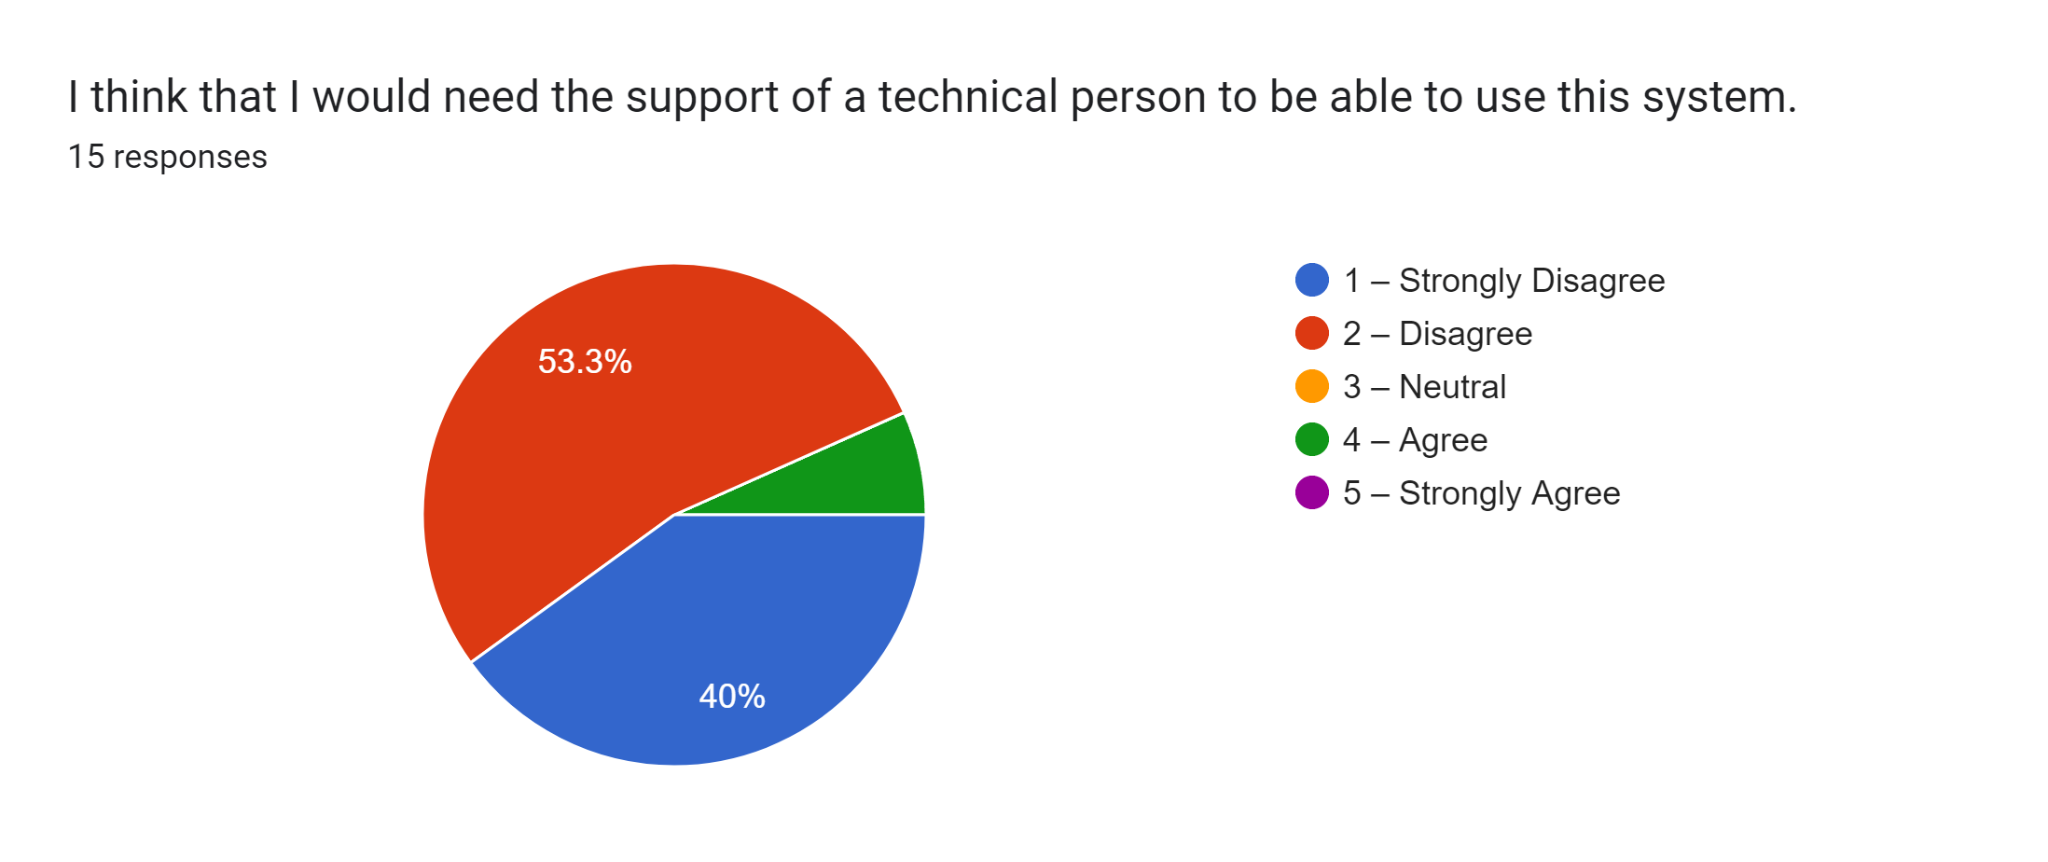 I think that I would need the support of a technical person to be able to use this system.
15 responses
53.3%
40%
1 – Strongly Disagree
2 – Disagree
3 – Neutral
4 – Agree
5 – Strongly Agree